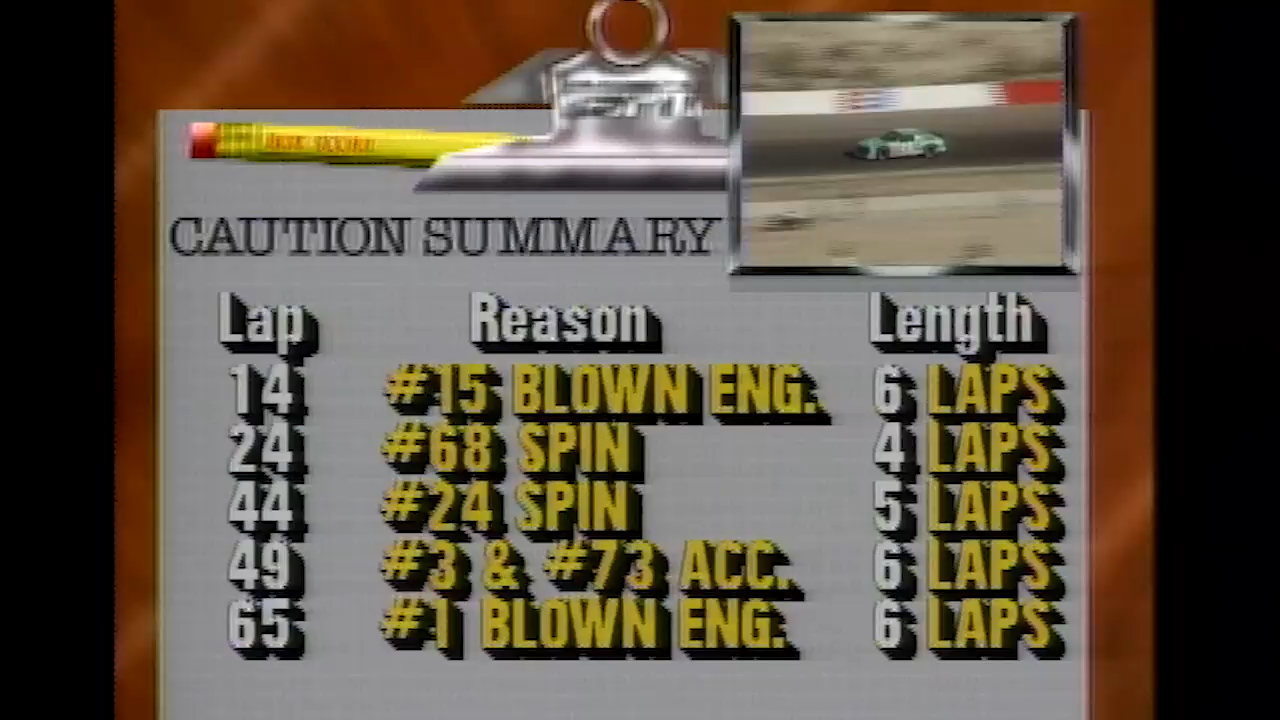 CAUTION SUMMARY
Lap Reason Length
14 #15 BLOWN ENG. 6 LAPS
24 #68 SPIN 4 LAPS
44 #24 SPIN 5 LAPS
49 #3 & #73 ACC. 6 LAPS
65 #1 BLOWN ENG. 6 LAPS